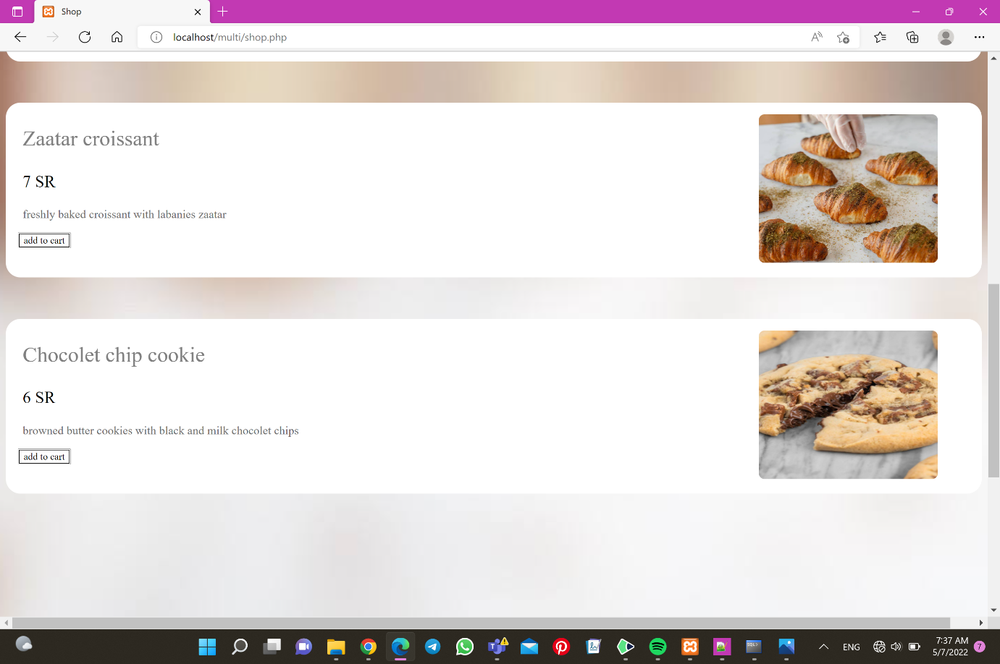 Shop
localhost/multi/shop.php
Zaatar croissant
7 SR
freshly baked croissant with labanies zaatar
add to cart
Chocolet chip cookie
6 SR
browned butter cookies with black and milk chocolet chips
add to cart
ENG
7:37 AM
5/7/2022
7
SQL>